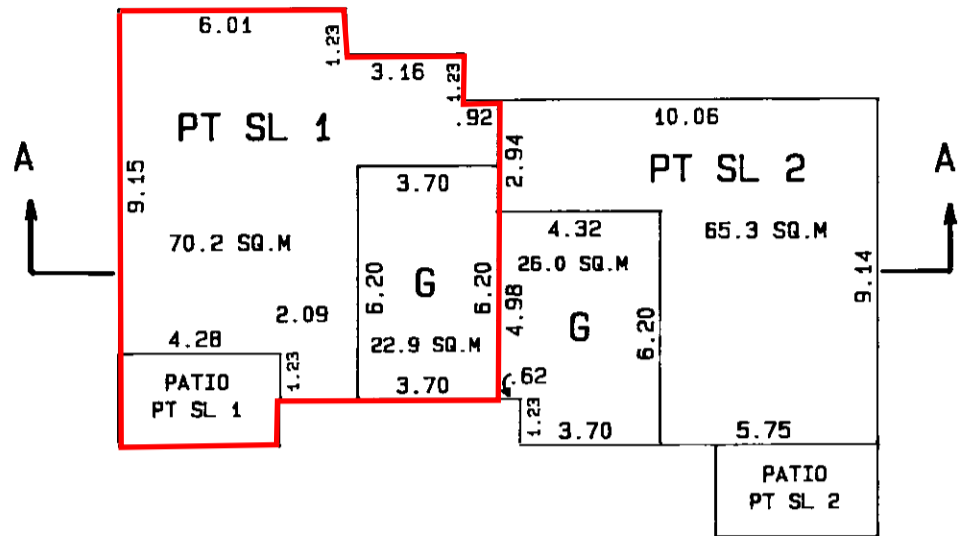 6.01
1.23
3.16
1.23
.92
10.06
PT SL 1
2.94
PT SL 2
A
A
9.15
3.70
4.32
65.3 SQ.M
70.2 SQ.M
26.0 SQ.M
9.14
G
6.20
6.20
4.98
G
6.20
2.09
4.28
22.9 SQ.M
1.23
3.70
.62
PATIO
PT SL 1
1.23
3.70
5.75
PATIO
PT SL 2